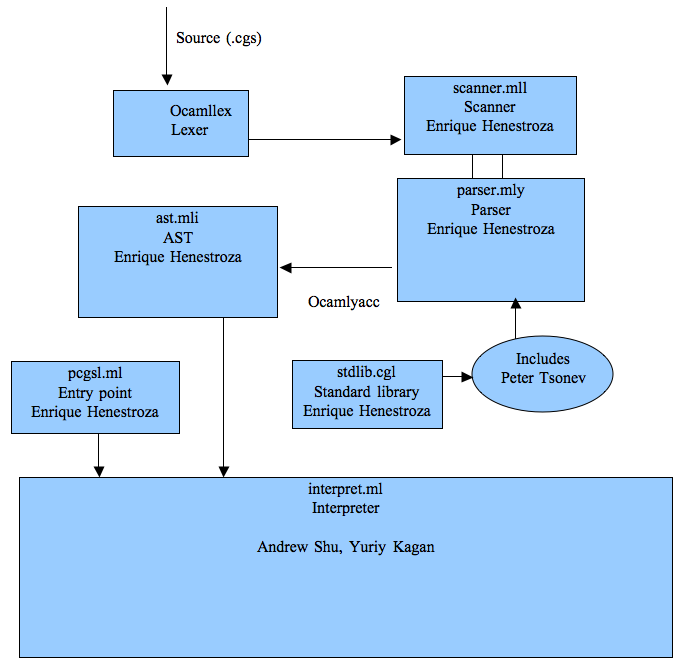 Source (.cgs)
Ocamllex
Lexer
scanner.mll
Scanner
Enrique Henestroza
parser.mly
Parser
Enrique Henestroza
ast.mli
AST
Enrique Henestroza
Ocamlyacc
Includes
Peter Tsonev
stdlib.cgl
Standard library
Enrique Henestroza
pcgsl.ml
Entry point
Enrique Henestroza
interpret.ml
Interpreter
Andrew Shu, Yuriy Kagan